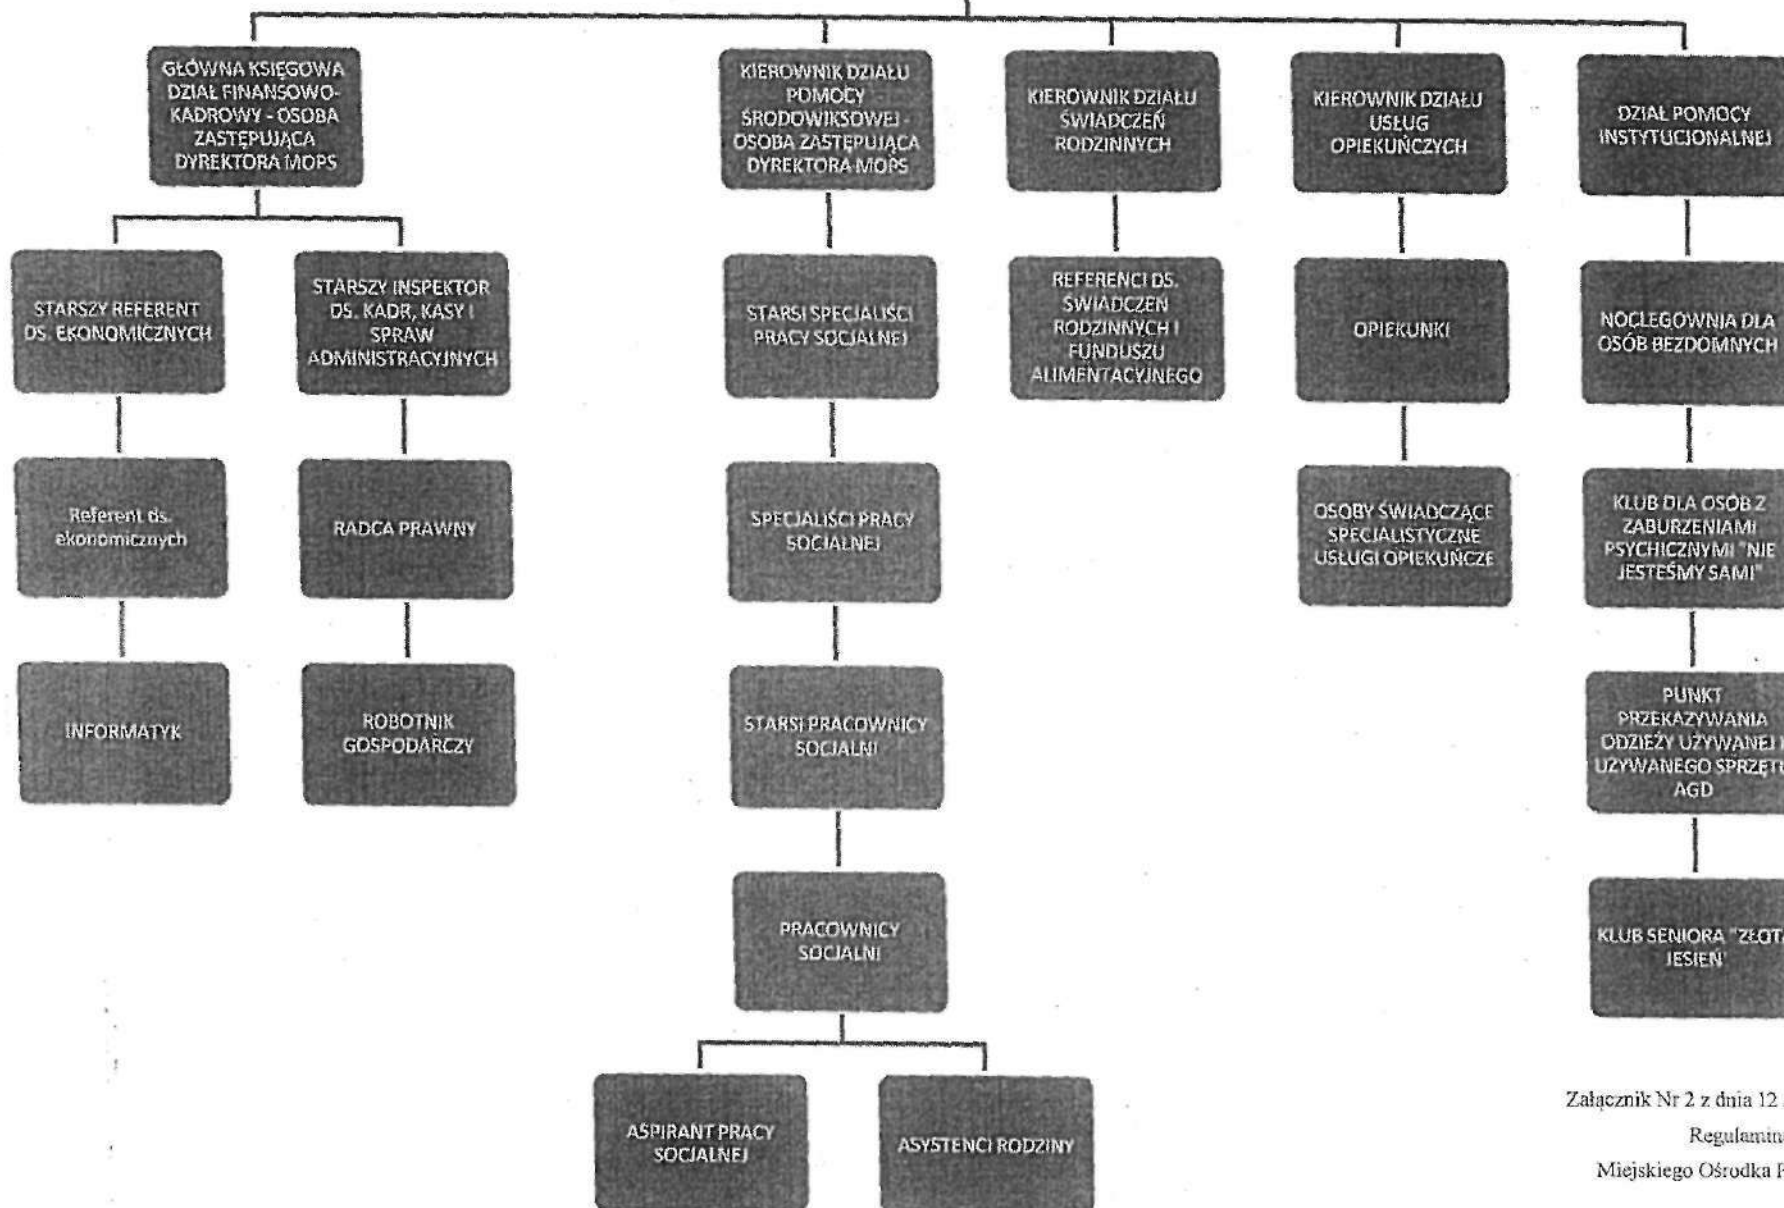 GŁÓWNA KSIĘGOWA
DZIAŁ FINANSOWO-
KADROWY - OSOBA
ZASTĘPUJĄCA
DYREKTORA MOPS
KIEROWNIK DZIAŁU
POMOCY
ŚRODOWIKSOWEJ -
OSOBA ZASTĘPUJĄCA
DYREKTORA MOPS
KIEROWNIK DZIAŁU
ŚWIADCZEŃ
RODZINNYCH
KIEROWNIK DZIAŁU
USŁUG
OPIEKUŃCZYCH
DZIAŁ POMOCY
INSTYTUCJONALNEJ
STARSZY REFERENT
DS. EKONOMICZNYCH
STARSZY INSPEKTOR
DS. KADR, KASY I
SPRAW
ADMINISTRACYJNYCH
STARSI SPECJALIŚCI
PRACY SOCJALNEJ
REFERENCI DS.
ŚWIADCZEŃ
RODZINNYCH I
FUNDUSZU
ALIMENTACYJNEGO
OPIEKUNKI
NOCLEGOWNIA DLA
OSÓB BEZDOMNYCH
Referent ds.
ekonomicznych
RADCA PRAWNY
SPECJALIŚCI PRACY
SOCJALNEJ
OSOBY ŚWIADCZĄCE
SPECJALISTYCZNE
USŁUGI OPIEKUŃCZE
KLUB DLA OSÓB Z
ZABURZENIAMI
PSYCHICZNYMI "NIE
JESTEŚMY SAMI"
INFORMATYK
ROBOTNIK
GOSPODARCZY
STARSI PRACOWNICY
SOCJALNI
PUNKT
PRZEKAZYWANIA
ODZIEŻY UŻYWANEJ I
UŻYWANEGO SPRZĘTU
AGD
PRACOWNICY
SOCJALNI
KLUB SENIORA "ZŁOTA
JESIEŃ"
ASPIRANT PRACY
SOCJALNEJ
ASYSTENCI RODZINY
Załącznik Nr 2 z dnia 12
Regulamin
Miejskiego Ośrodka